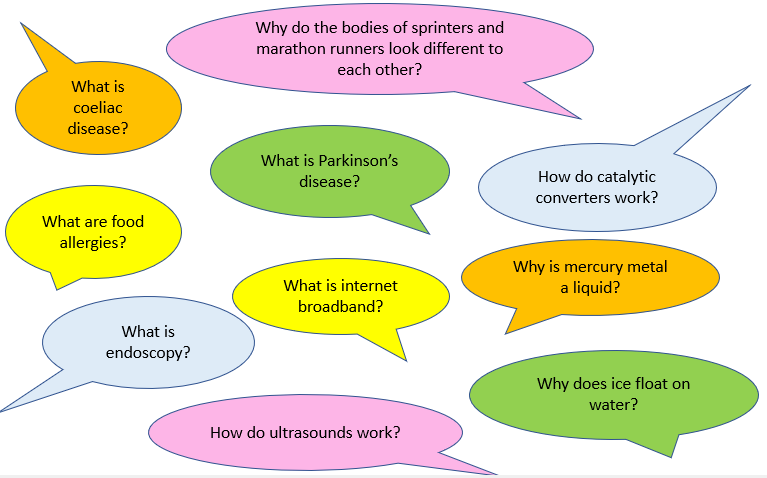 Why do the bodies of sprinters and
marathon runners look different to
each other?
What is
coeliac
disease?
What is Parkinson's
disease?
How do catalytic
converters work?
What are food
allergies?
Why is mercury metal
a liquid?
What is internet
broadband?
What is
endoscopy?
Why does ice float on
water?
How do ultrasounds work?